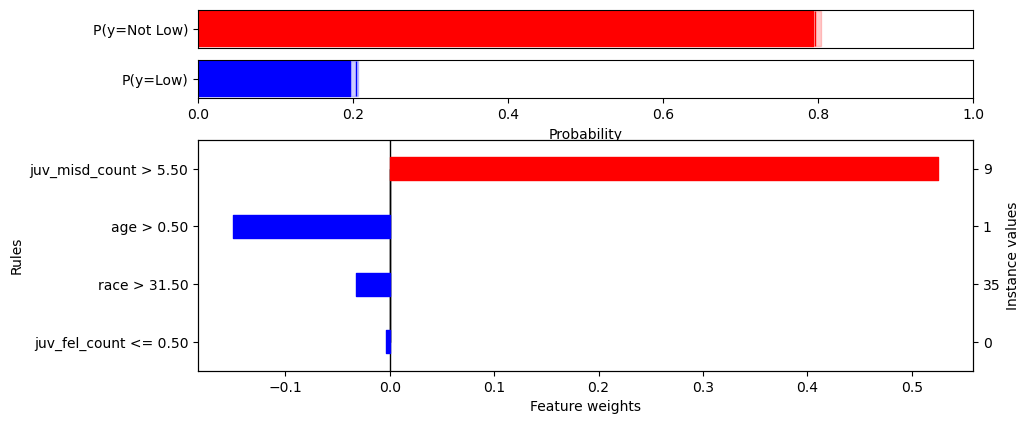 P(y=Not Low)
P(y=Low)
0.0 0.2 0.4 0.6 0.8 1.0
Probability
juv_misd_count > 5.50 9
age > 0.50 1
race > 31.50 35
juv_fel_count <= 0.50 0
Rules
Instance values
−0.1 0.0 0.1 0.2 0.3 0.4 0.5
Feature weights